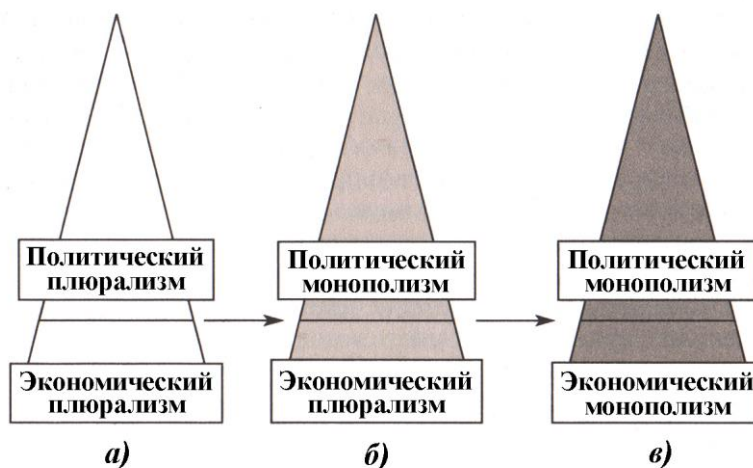 Политический
плюрализм
Экономический
плюрализм
а)
Политический
монополизм
Экономический
плюрализм
б)
Политический
монополизм
Экономический
монополизм
в)